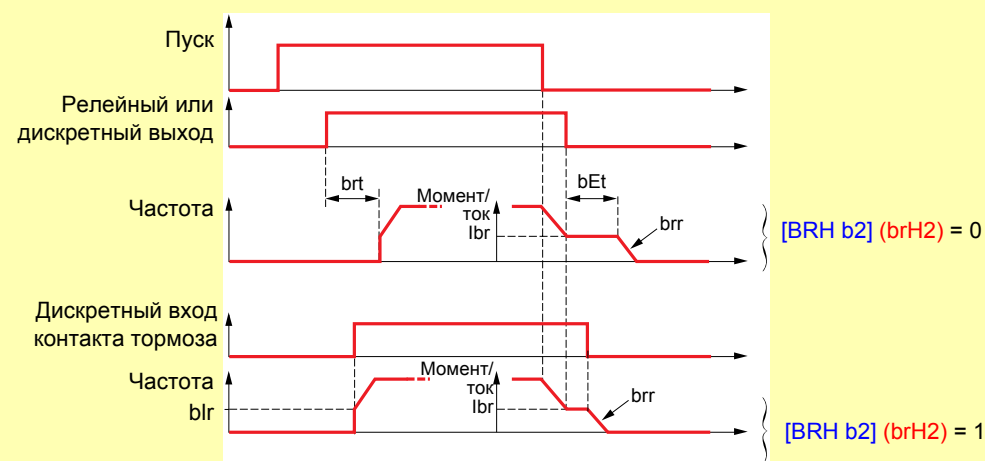 Пуск
Релейный или
дискретный выход
brt
bEt
Частота
Момент/
ток
Ibr
brr
[BRH b2] (brH2) = 0
Дискретный вход
контакта тормоза
Частота
bIr
Момент/
ток
Ibr
brr
[BRH b2] (brH2) = 1